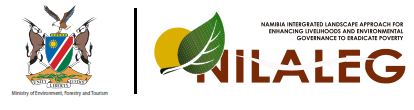 NAMIBIA INTERGRATED LANDSCAPE APPROACH FOR
ENHANCING LIVELIHOODS AND ENVIRONMENTAL
GOVERNANCE TO ERADICATE POVERTY
NILALEG
UNITY LIBERTY JUSTICE
Ministry of Environment, Forestry and Tourism